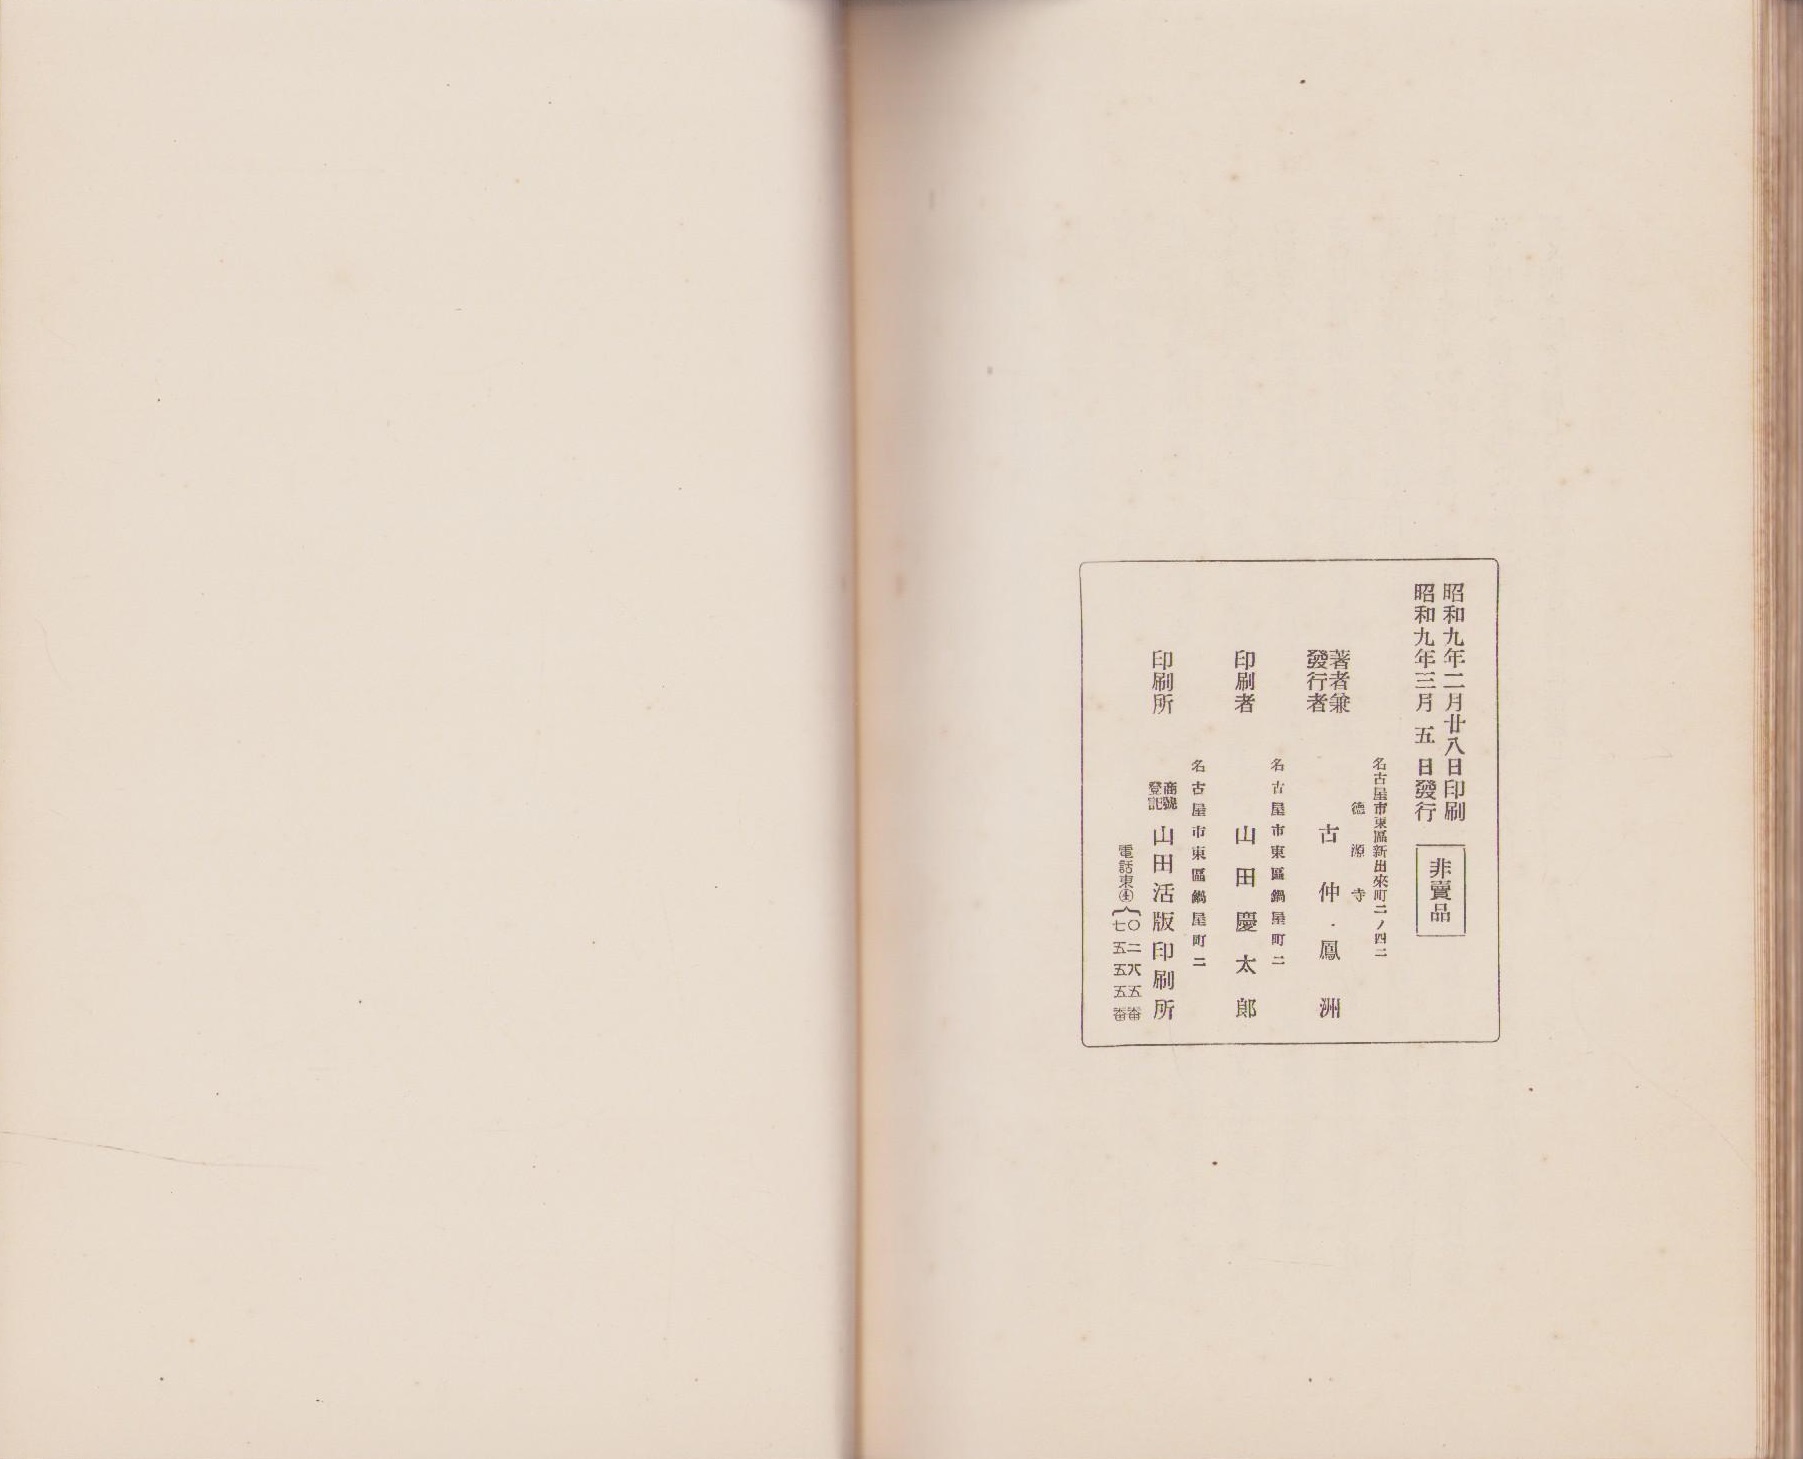 昭和九年二月廿八日印刷
昭和九年三月五日發行
非賣品
名古屋市東區新出來町二ノ四二
德源寺
著者兼
發行者
古仲鳳洲
名古屋市東區鍋屋町二
印刷者
山田慶太郎
名古屋市東區鍋屋町二
印刷所
商號
登記
山田活版印刷所
電話東
〇二六五番
七五五五番